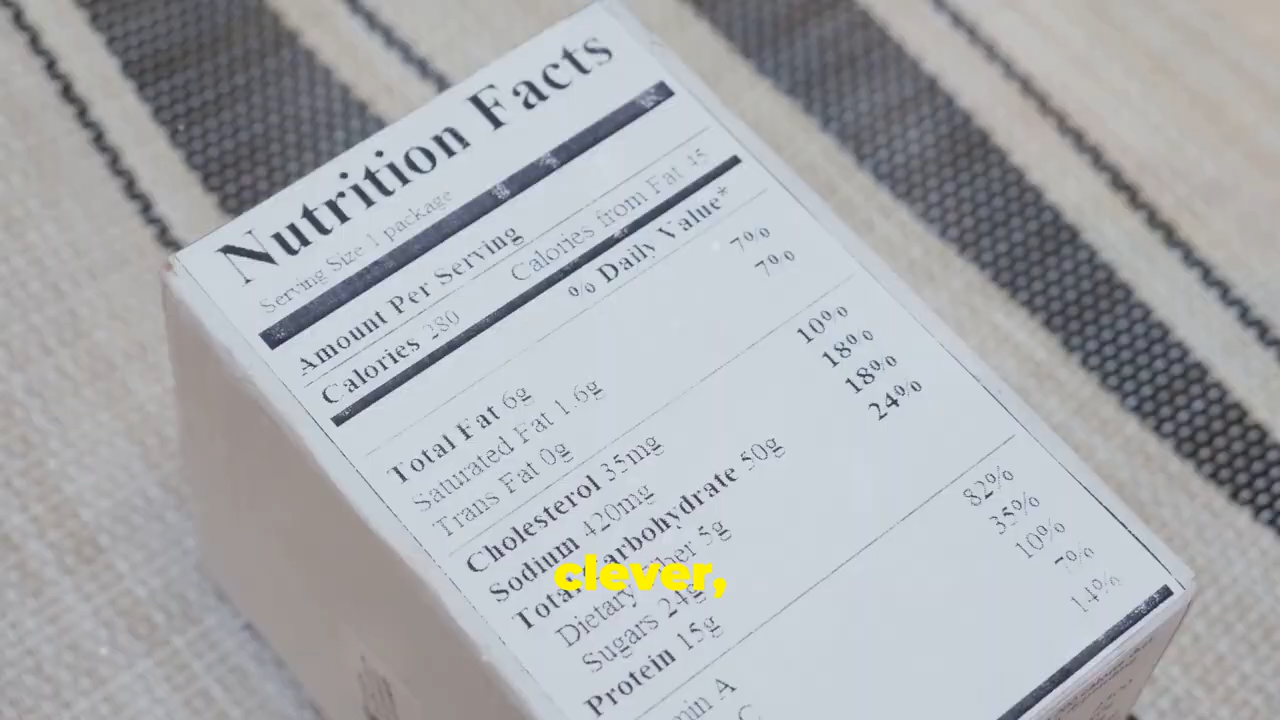 Nutrition Facts
Serving Size 1 package
Amount Per Serving
Calories 280 Calories from Fat 45
% Daily Value*
Total Fat 6g 7%
Saturated Fat 1.6g 7%
Trans Fat 0g
Cholesterol 35mg 10%
Sodium 420mg 18%
Total Carbohydrate 50g 18%
Dietary Fiber 5g 24%
Sugars 24g
Protein 15g 82%
35%
10%
7%
14%
clever,